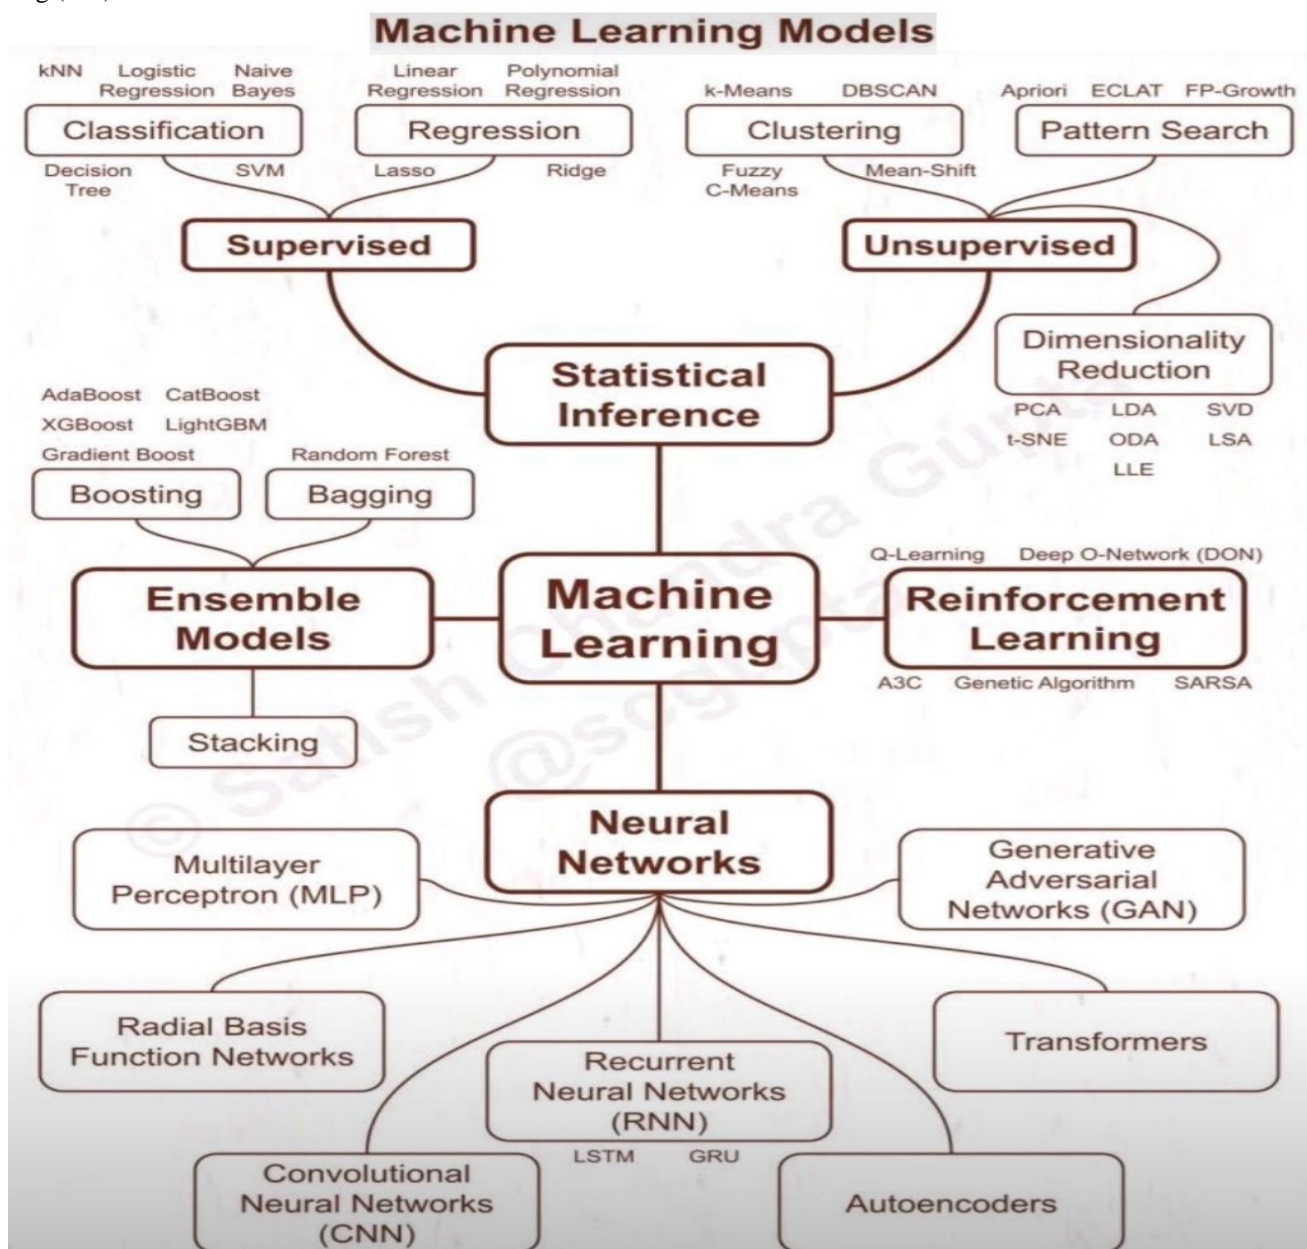 Machine Learning Models
kNN Logistic Regression Naive Bayes
Classification
Decision Tree SVM
Linear Regression Polynomial Regression
Regression
Lasso Ridge
k-Means DBSCAN
Clustering
Fuzzy C-Means Mean-Shift
Apriori ECLAT FP-Growth
Pattern Search
Supervised
Unsupervised
Statistical
Inference
Dimensionality
Reduction
PCA LDA SVD
t-SNE ODA LSA
LLE
AdaBoost CatBoost
XGBoost LightGBM
Gradient Boost
Boosting
Random Forest
Bagging
Ensemble
Models
Stacking
Machine
Learning
Q-Learning Deep O-Network (DON)
Reinforcement
Learning
A3C Genetic Algorithm SARSA
Neural
Networks
Multilayer
Perceptron (MLP)
Generative
Adversarial
Networks (GAN)
Radial Basis
Function Networks
Transformers
Recurrent
Neural Networks
(RNN)
LSTM GRU
Convolutional
Neural Networks
(CNN)
Autoencoders
© Satish Chandra Gupta
@scgupta